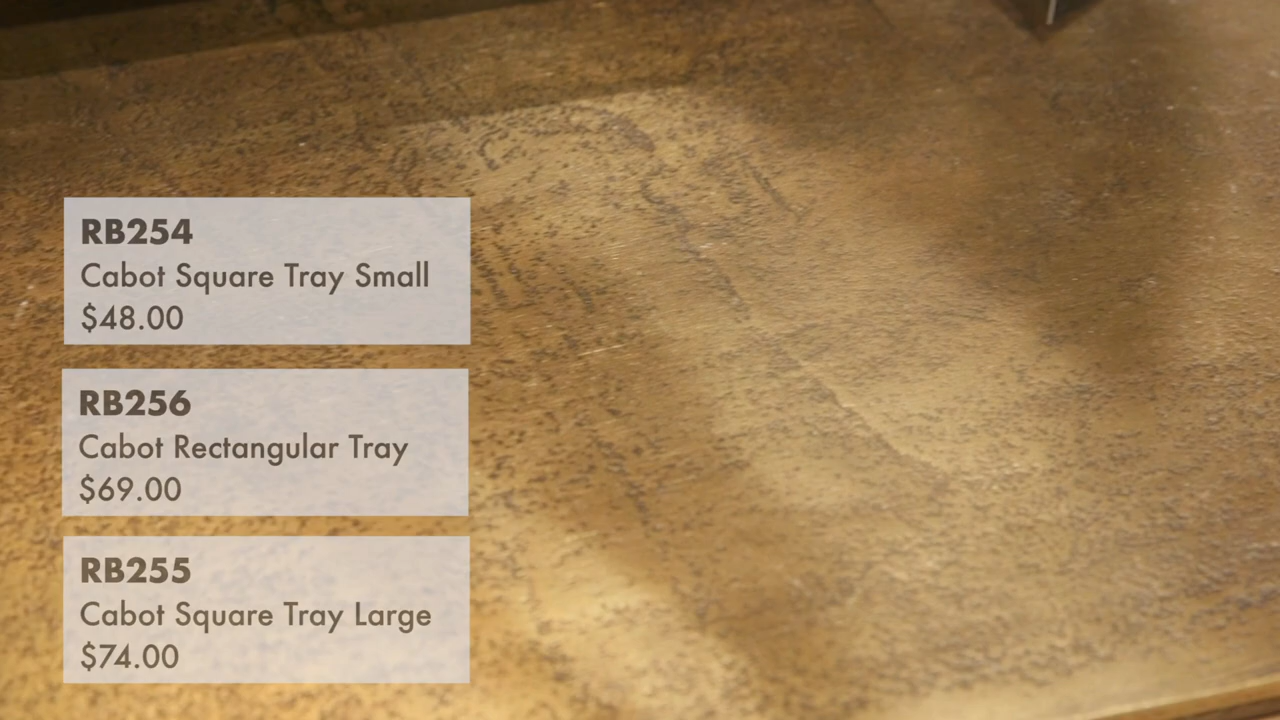 RB254
Cabot Square Tray Small
$48.00
RB256
Cabot Rectangular Tray
$69.00
RB255
Cabot Square Tray Large
$74.00